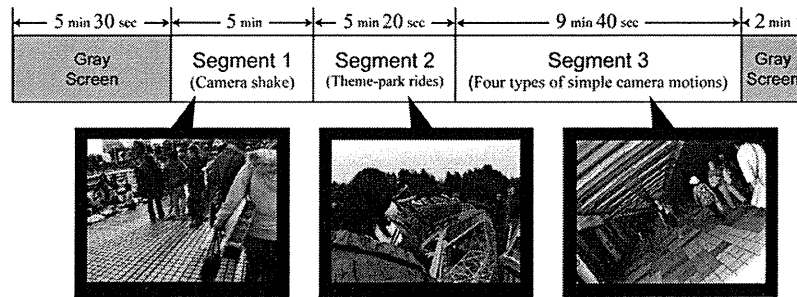 5 min 30 sec
5 min
5 min 20 sec
9 min 40 sec
2 min
Gray
Screen
Segment 1
(Camera shake)
Segment 2
(Theme-park rides)
Segment 3
(Four types of simple camera motions)
Gray
Screen